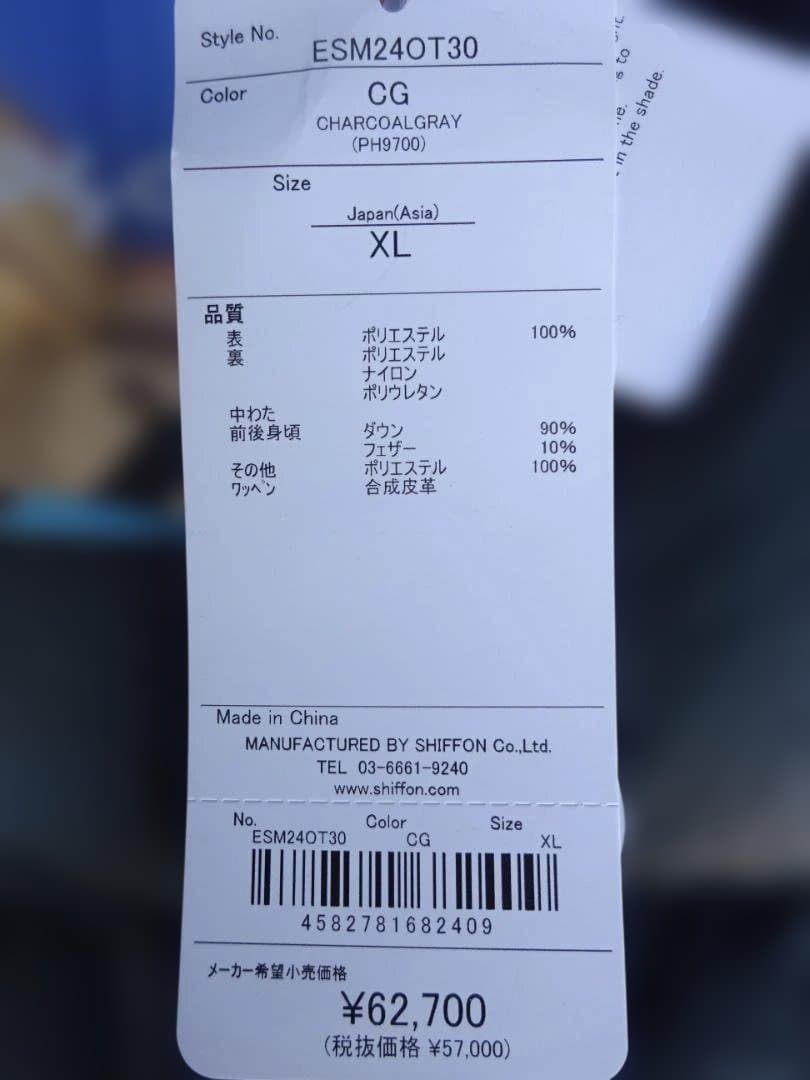 Style No. ESM24OT30
Color CG
CHARCOALGRAY
(PH9700)
Size
Japan(Asia)
XL
品質
表 ポリエステル 100%
裏 ポリエステル
ナイロン
ポリウレタン
中わた
前後身頃 ダウン 90%
フェザー 10%
その他 ポリエステル 100%
ワッペン 合成皮革
Made in China
MANUFACTURED BY SHIFFON Co.,Ltd.
TEL 03-6661-9240
www.shiffon.com
No. Color Size
ESM24OT30 CG XL
4582781682409
メーカー希望小売価格
¥62,700
(税抜価格 ¥57,000)
to
in the shade.